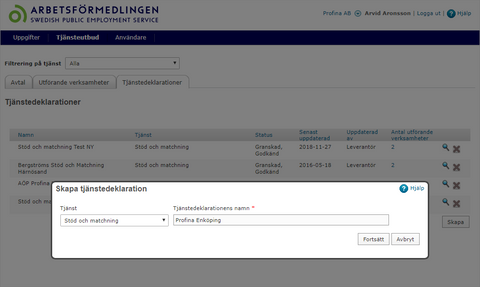 ARBETSFÖRMEDLINGEN
SWEDISH PUBLIC EMPLOYMENT SERVICE
Profina AB Arvid Aronsson | Logga ut | ? Hjälp
Uppgifter Tjänsteutbud Användare
Filtrering på tjänst Alla
Avtal Utförande verksamheter Tjänstedeklarationer
Tjänstedeklarationer
Namn Tjänst Status Senast uppdaterad Uppdaterad av Antal utförande verksamheter
Stöd och matchning Test NY Stöd och matchning Granskad, Godkänd 2018-11-27 Leverantör 2
Bergströms Stöd och Matchning Härnösand Stöd och matchning Granskad, Godkänd 2016-05-18 Leverantör 2
AÖP Profina
Stöd och ma
Skapa
Skapa tjänstedeklaration ? Hjälp
Tjänst Tjänstedeklarationens namn *
Stöd och matchning Profina Enköping
Fortsätt Avbryt